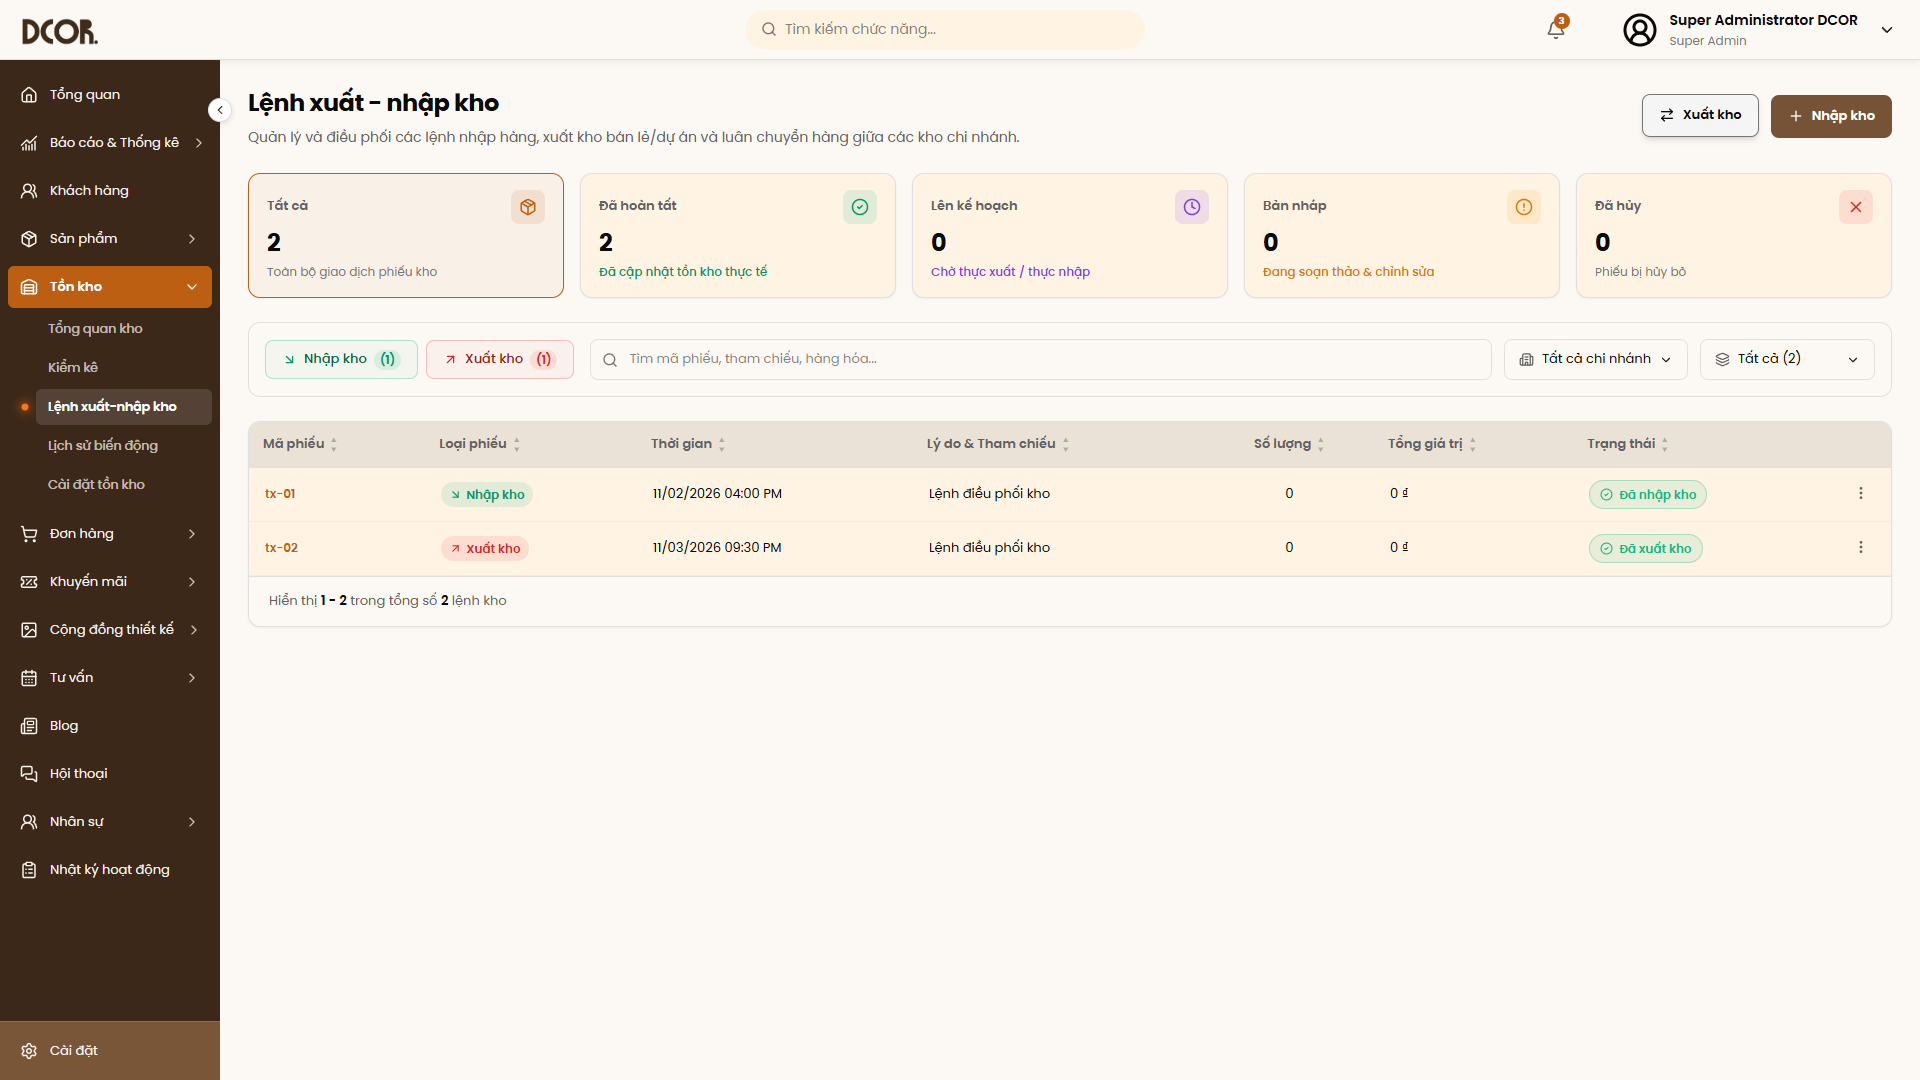 DCOR.
Tìm kiếm chức năng...
3
Super Administrator DCOR
Super Admin
Tổng quan
Báo cáo & Thống kê
Khách hàng
Sản phẩm
Tồn kho
Tổng quan kho
Kiểm kê
Lệnh xuất-nhập kho
Lịch sử biến động
Cài đặt tồn kho
Đơn hàng
Khuyến mãi
Cộng đồng thiết kế
Tư vấn
Blog
Hội thoại
Nhân sự
Nhật ký hoạt động
Cài đặt
Lệnh xuất - nhập kho
Quản lý và điều phối các lệnh nhập hàng, xuất kho bán lẻ/dự án và luân chuyển hàng giữa các kho chi nhánh.
Xuất kho
Nhập kho
Tất cả
2
Toàn bộ giao dịch phiếu kho
Đã hoàn tất
2
Đã cập nhật tồn kho thực tế
Lên kế hoạch
0
Chờ thực xuất / thực nhập
Bản nháp
0
Đang soạn thảo & chỉnh sửa
Đã hủy
0
Phiếu bị hủy bỏ
Nhập kho (1)
Xuất kho (1)
Tìm mã phiếu, tham chiếu, hàng hóa...
Tất cả chi nhánh
Tất cả (2)
Mã phiếu Loại phiếu Thời gian Lý do & Tham chiếu Số lượng Tổng giá trị Trạng thái
tx-01 Nhập kho 11/02/2026 04:00 PM Lệnh điều phối kho 0 0 ₫ Đã nhập kho
tx-02 Xuất kho 11/03/2026 09:30 PM Lệnh điều phối kho 0 0 ₫ Đã xuất kho
Hiển thị 1 - 2 trong tổng số 2 lệnh kho